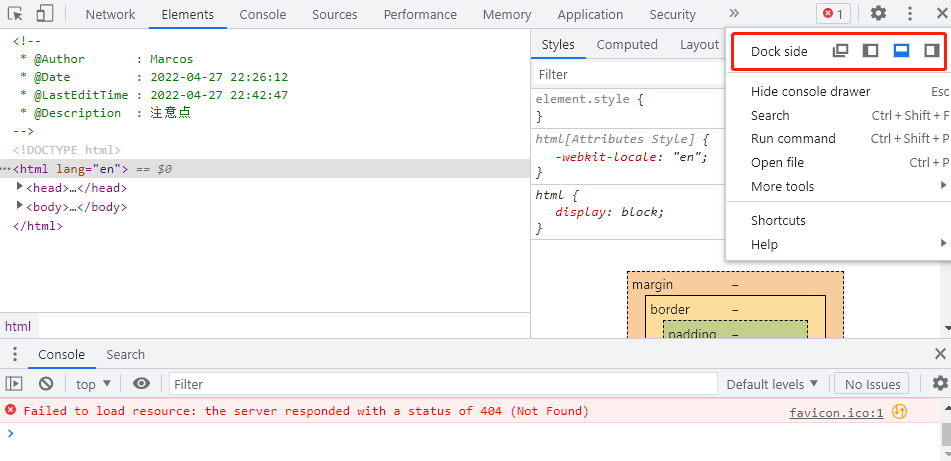 Network Elements Console Sources Performance Memory Application Security » 1
<!--
* @Author : Marcos
* @Date : 2022-04-27 22:26:12
* @LastEditTime : 2022-04-27 22:42:47
* @Description : 注意点
-->
<!DOCTYPE html>
···<html lang="en"> == $0
<head>…</head>
<body>…</body>
</html>
html
Styles Computed Layout
Filter
element.style {
}
html[Attributes Style] {
-webkit-locale: "en";
}
html {
display: block;
}
margin –
border –
padding –
Dock side
Hide console drawer Esc
Search Ctrl + Shift + F
Run command Ctrl + Shift + P
Open file Ctrl + P
More tools
Shortcuts
Help
Console Search
top Filter Default levels No Issues
Failed to load resource: the server responded with a status of 404 (Not Found) favicon.ico:1